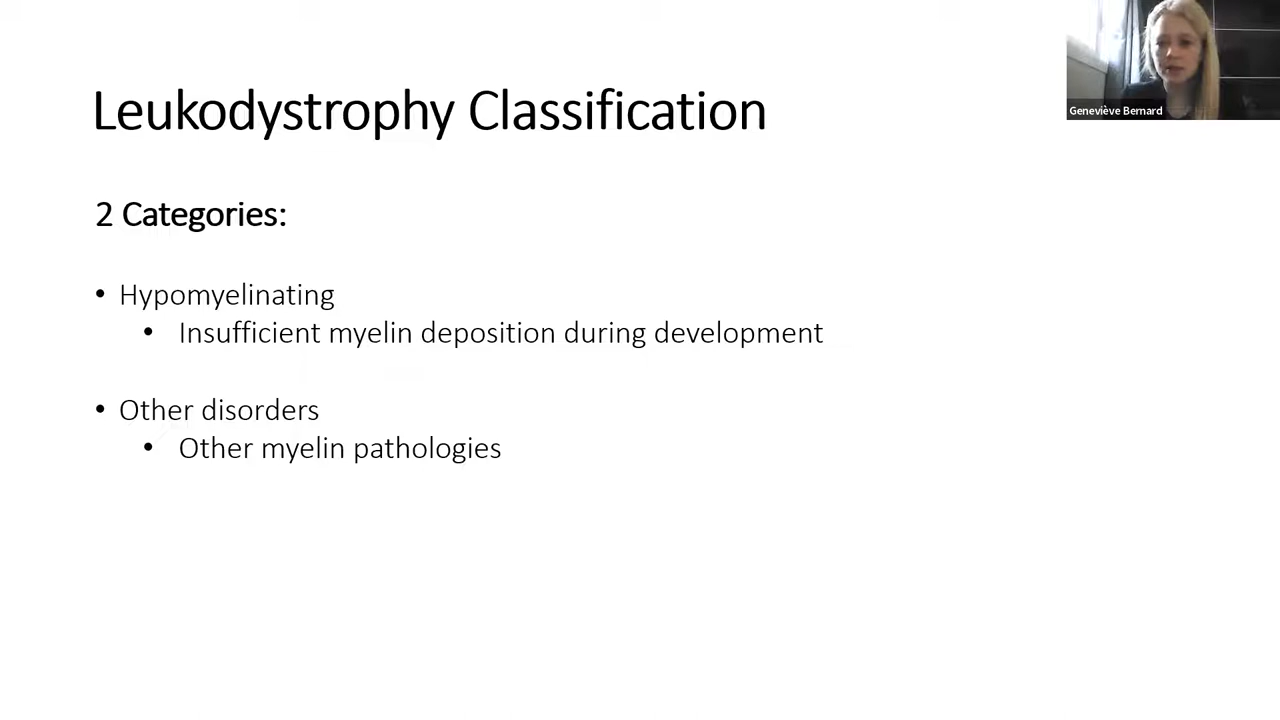 Leukodystrophy Classification
Geneviève Bernard
2 Categories:
• Hypomyelinating
• Insufficient myelin deposition during development
• Other disorders
• Other myelin pathologies